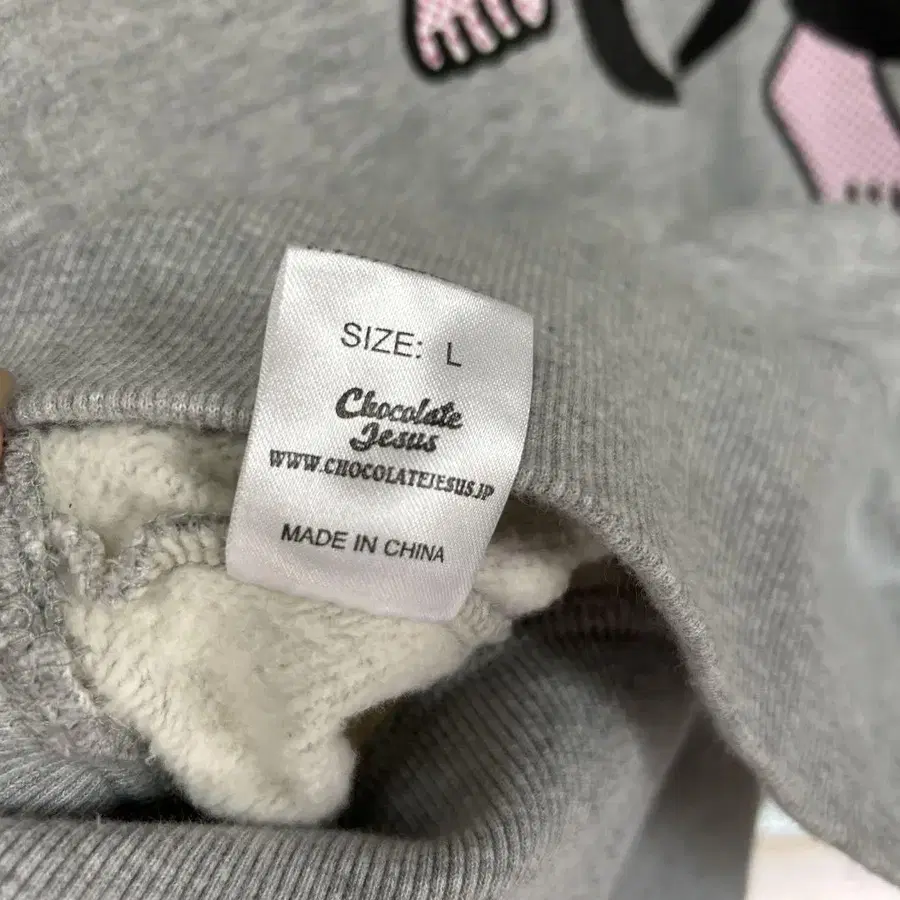 SIZE: L
Chocolate
Jesus
WWW.CHOCOLATEJESUS.JP
MADE IN CHINA